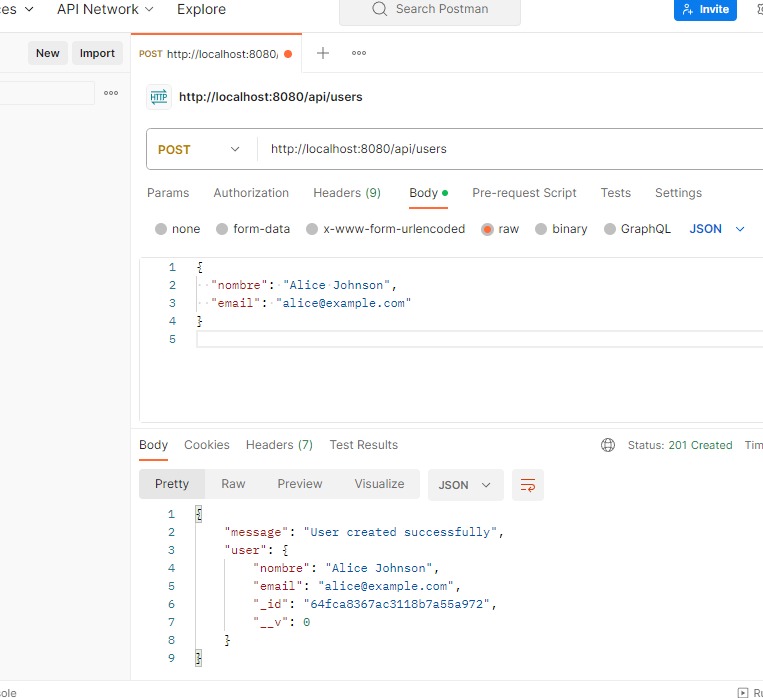 ces API Network Explore Search Postman Invite
New Import POST http://localhost:8080/
HTTP http://localhost:8080/api/users
POST http://localhost:8080/api/users
Params Authorization Headers (9) Body Pre-request Script Tests Settings
none form-data x-www-form-urlencoded raw binary GraphQL JSON
1 {
2 "nombre": "Alice Johnson",
3 "email": "alice@example.com"
4 }
5
Body Cookies Headers (7) Test Results Status: 201 Created Tim
Pretty Raw Preview Visualize JSON
1 {
2 "message": "User created successfully",
3 "user": {
4 "nombre": "Alice Johnson",
5 "email": "alice@example.com",
6 "_id": "64fca8367ac3118b7a55a972",
7 "__v": 0
8 }
9 }
sole Ru